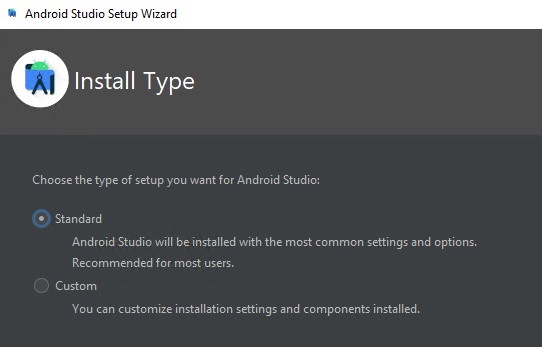 Android Studio Setup Wizard
Install Type
Choose the type of setup you want for Android Studio:
Standard
Android Studio will be installed with the most common settings and options.
Recommended for most users.
Custom
You can customize installation settings and components installed.